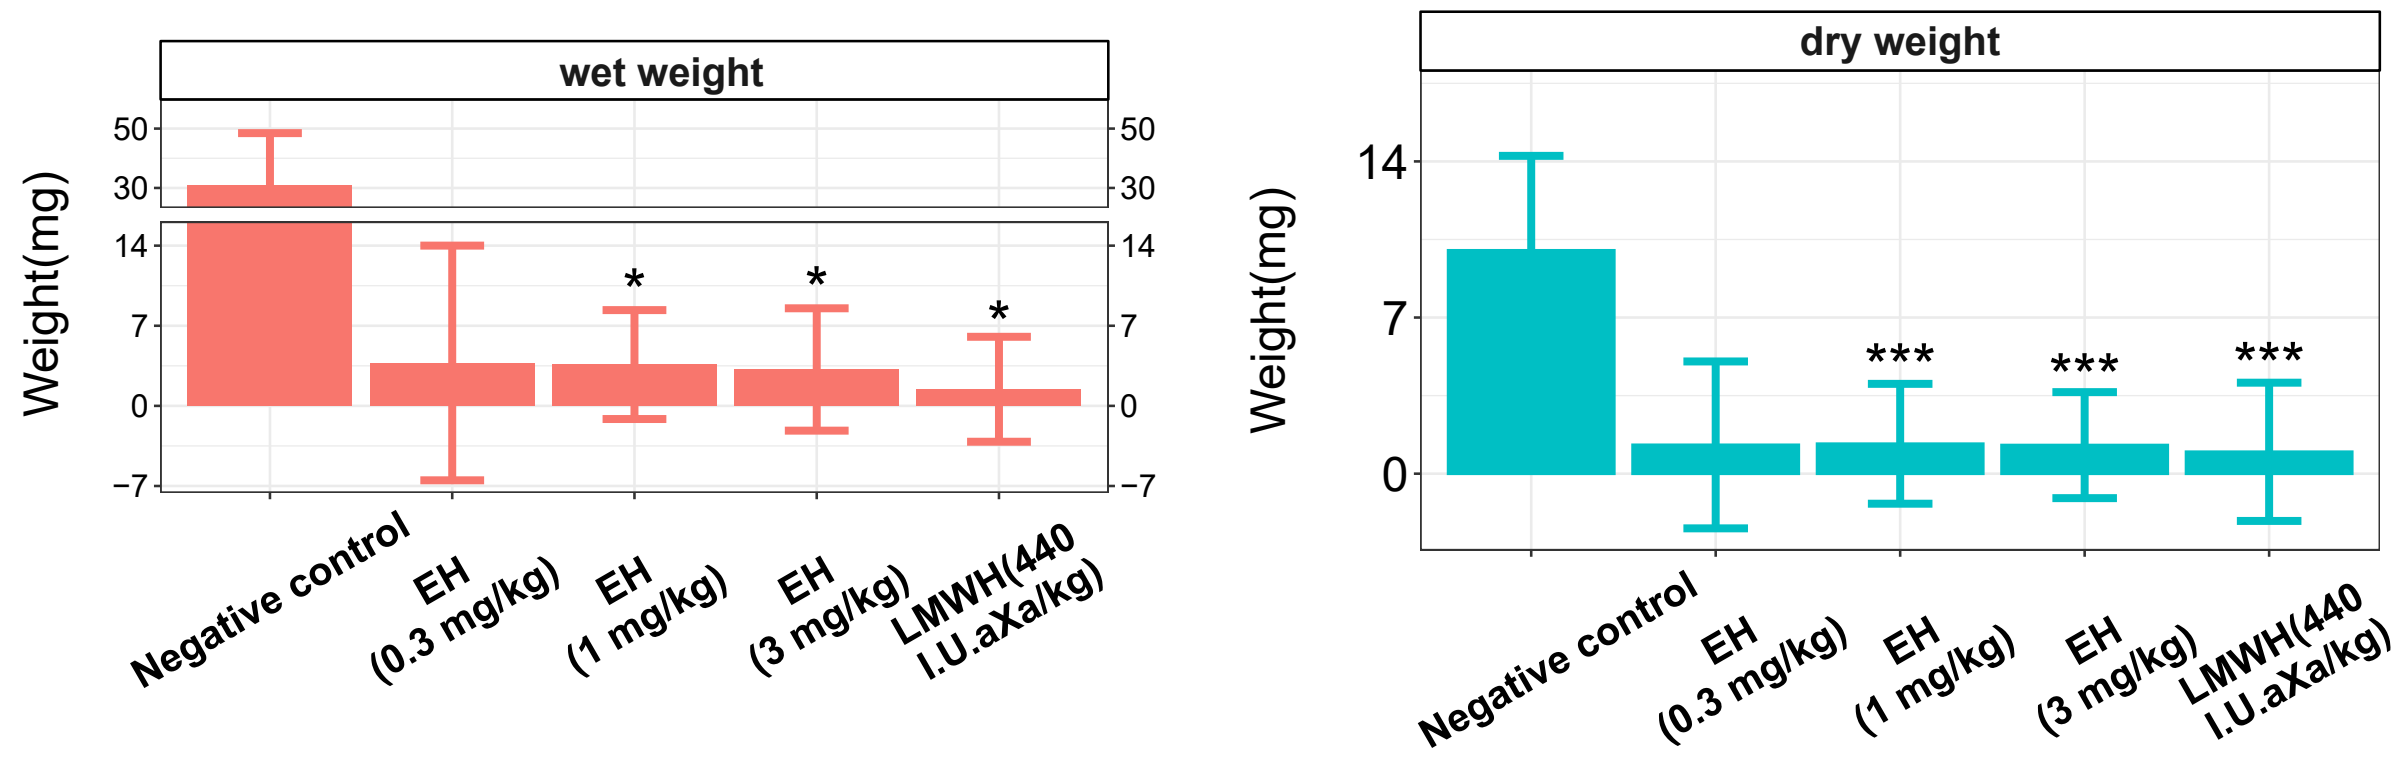 wet weight
Weight(mg)
50
30
14
7
0
−7
50
30
14
7
0
−7
*
*
*
Negative control
EH
(0.3 mg/kg)
EH
(1 mg/kg)
EH
(3 mg/kg)
LMWH(440
I.U.aXa/kg)
dry weight
Weight(mg)
14
7
0
***
***
***
Negative control
EH
(0.3 mg/kg)
EH
(1 mg/kg)
EH
(3 mg/kg)
LMWH(440
I.U.aXa/kg)